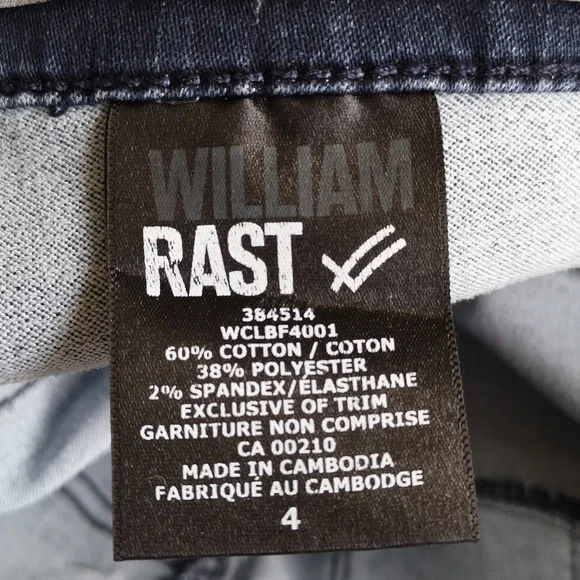 WILLIAM
RAST
384514
WCLBF4001
60% COTTON / COTON
38% POLYESTER
2% SPANDEX/ÉLASTHANE
EXCLUSIVE OF TRIM
GARNITURE NON COMPRISE
CA 00210
MADE IN CAMBODIA
FABRIQUÉ AU CAMBODGE
4